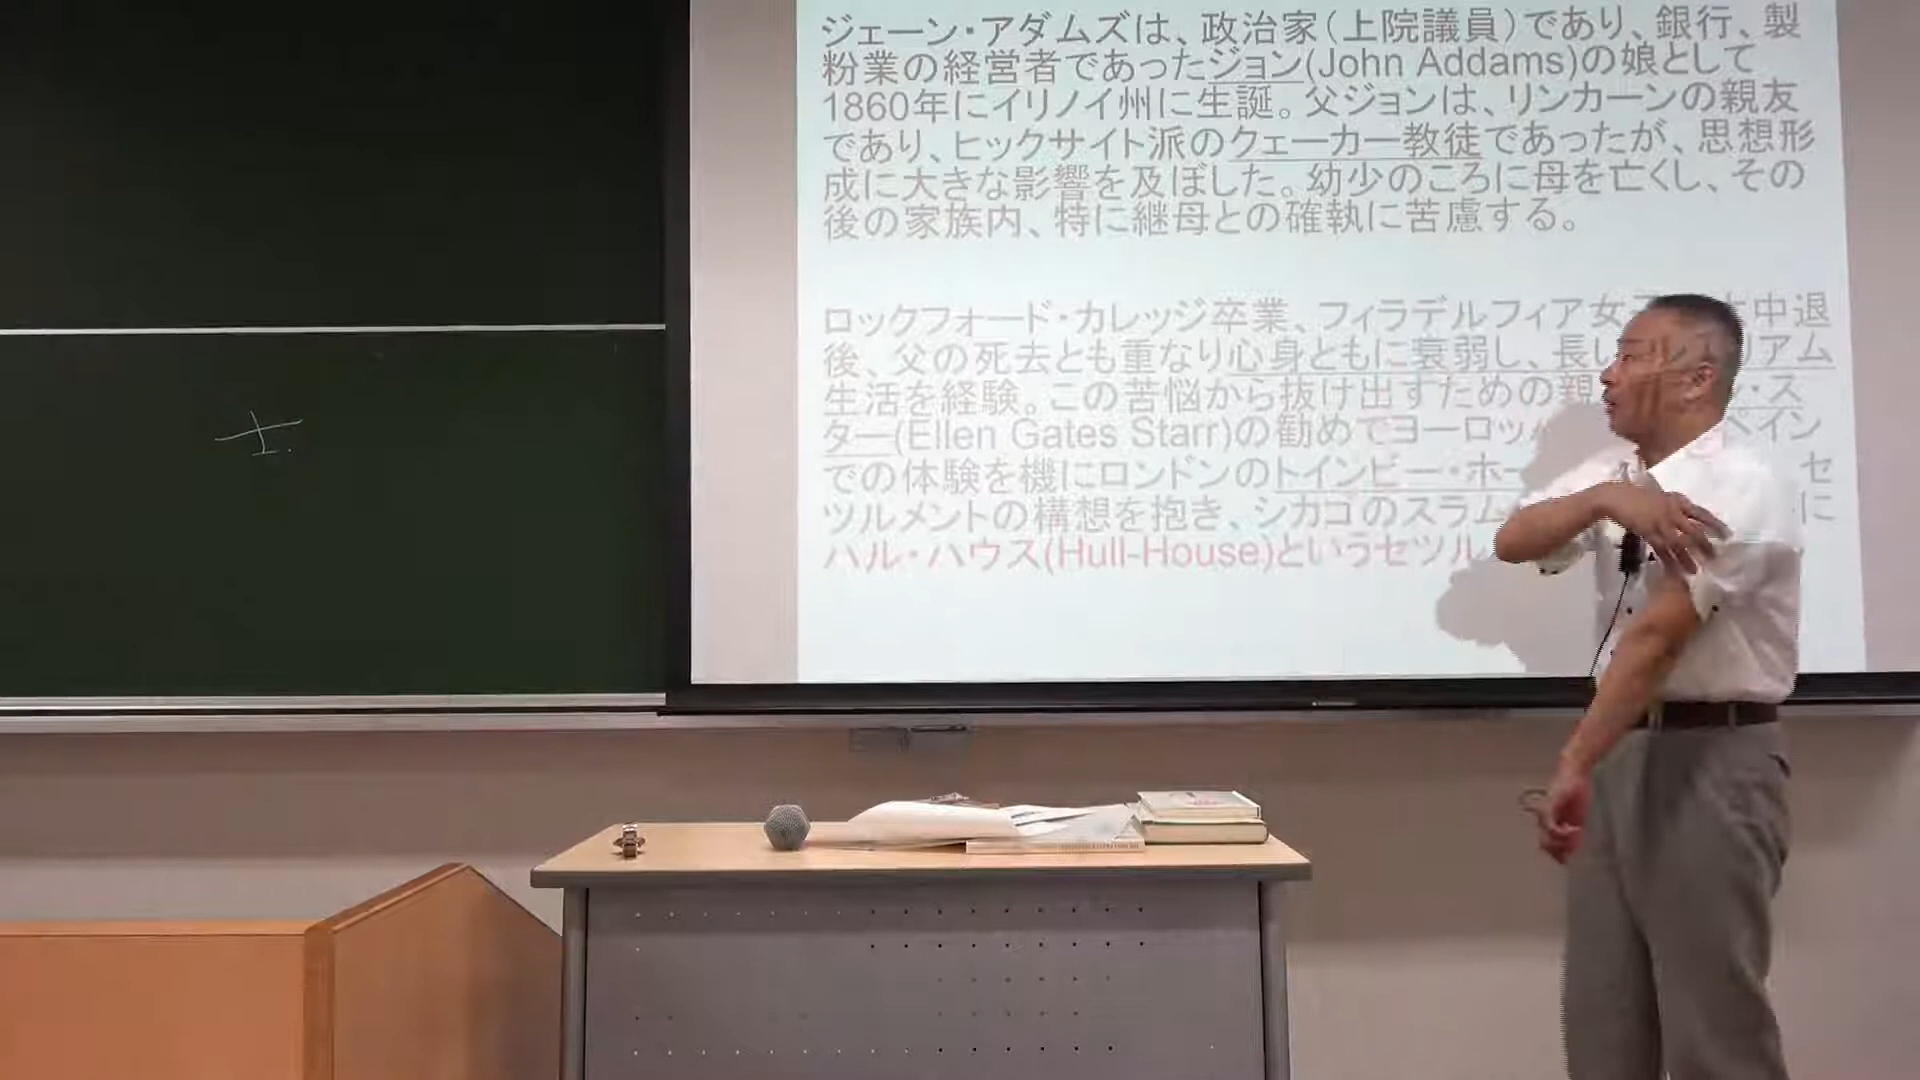 士.
ジェーン・アダムズは、政治家(上院議員)であり、銀行、製
粉業の経営者であったジョン(John Addams)の娘として
1860年にイリノイ州に生誕。父ジョンは、リンカーンの親友
であり、ヒックサイト派のクェーカー教徒であったが、思想形
成に大きな影響を及ぼした。幼少のころに母を亡くし、その
後の家族内、特に継母との確執に苦慮する。
ロックフォード・カレッジ卒業、フィラデルフィア女 中退
後、父の死去とも重なり心身ともに衰弱し、長い リアム
生活を経験。この苦悩から抜け出すための親 ・ス
ター(Ellen Gates Starr)の勧めでヨーロッ ペイン
での体験を機にロンドンのトインビー・ホー セ
ツルメントの構想を抱き、シカゴのスラム に
ハル・ハウス(Hull-House)というセツル